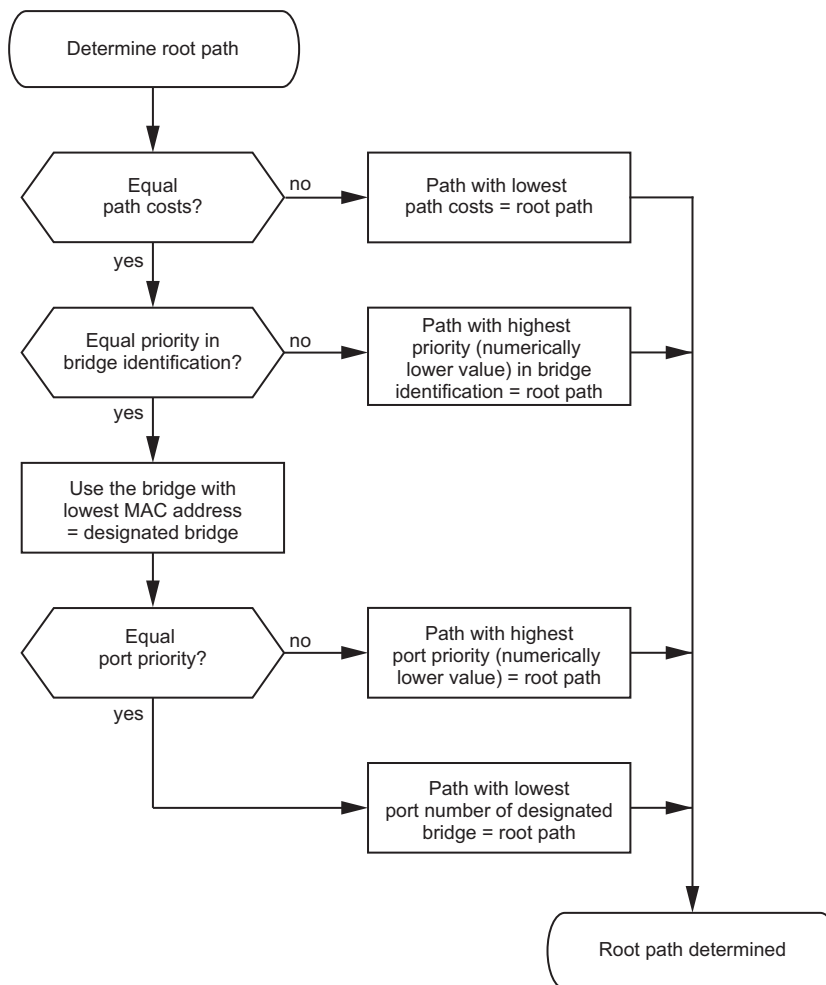 Determine root path
Equal
path costs?
no
Path with lowest
path costs = root path
yes
Equal priority in
bridge identification?
no
Path with highest
priority (numerically
lower value) in bridge
identification = root path
yes
Use the bridge with
lowest MAC address
= designated bridge
Equal
port priority?
no
Path with highest
port priority (numerically
lower value) = root path
yes
Path with lowest
port number of designated
bridge = root path
Root path determined